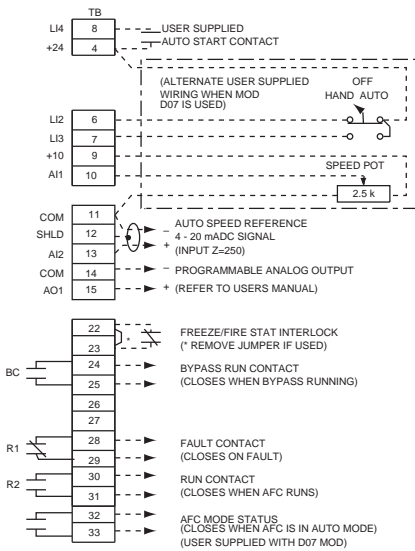 TB
LI4 8 USER SUPPLIED
+24 4 AUTO START CONTACT
(ALTERNATE USER SUPPLIED
WIRING WHEN MOD
D07 IS USED)
OFF
HAND AUTO
LI2 6
LI3 7
+10 9
AI1 10
SPEED POT
2.5 k
COM 11
SHLD 12
AI2 13
COM 14
AO1 15
– AUTO SPEED REFERENCE
4 - 20 mADC SIGNAL
+ (INPUT Z=250)
– PROGRAMMABLE ANALOG OUTPUT
+ (REFER TO USERS MANUAL)
22
23
* FREEZE/FIRE STAT INTERLOCK
(* REMOVE JUMPER IF USED)
BC
24
25
BYPASS RUN CONTACT
(CLOSES WHEN BYPASS RUNNING)
26
27
R1
28
29
FAULT CONTACT
(CLOSES ON FAULT)
R2
30
31
RUN CONTACT
(CLOSES WHEN AFC RUNS)
32
33
AFC MODE STATUS
(CLOSES WHEN AFC IS IN AUTO MODE)
(USER SUPPLIED WITH D07 MOD)